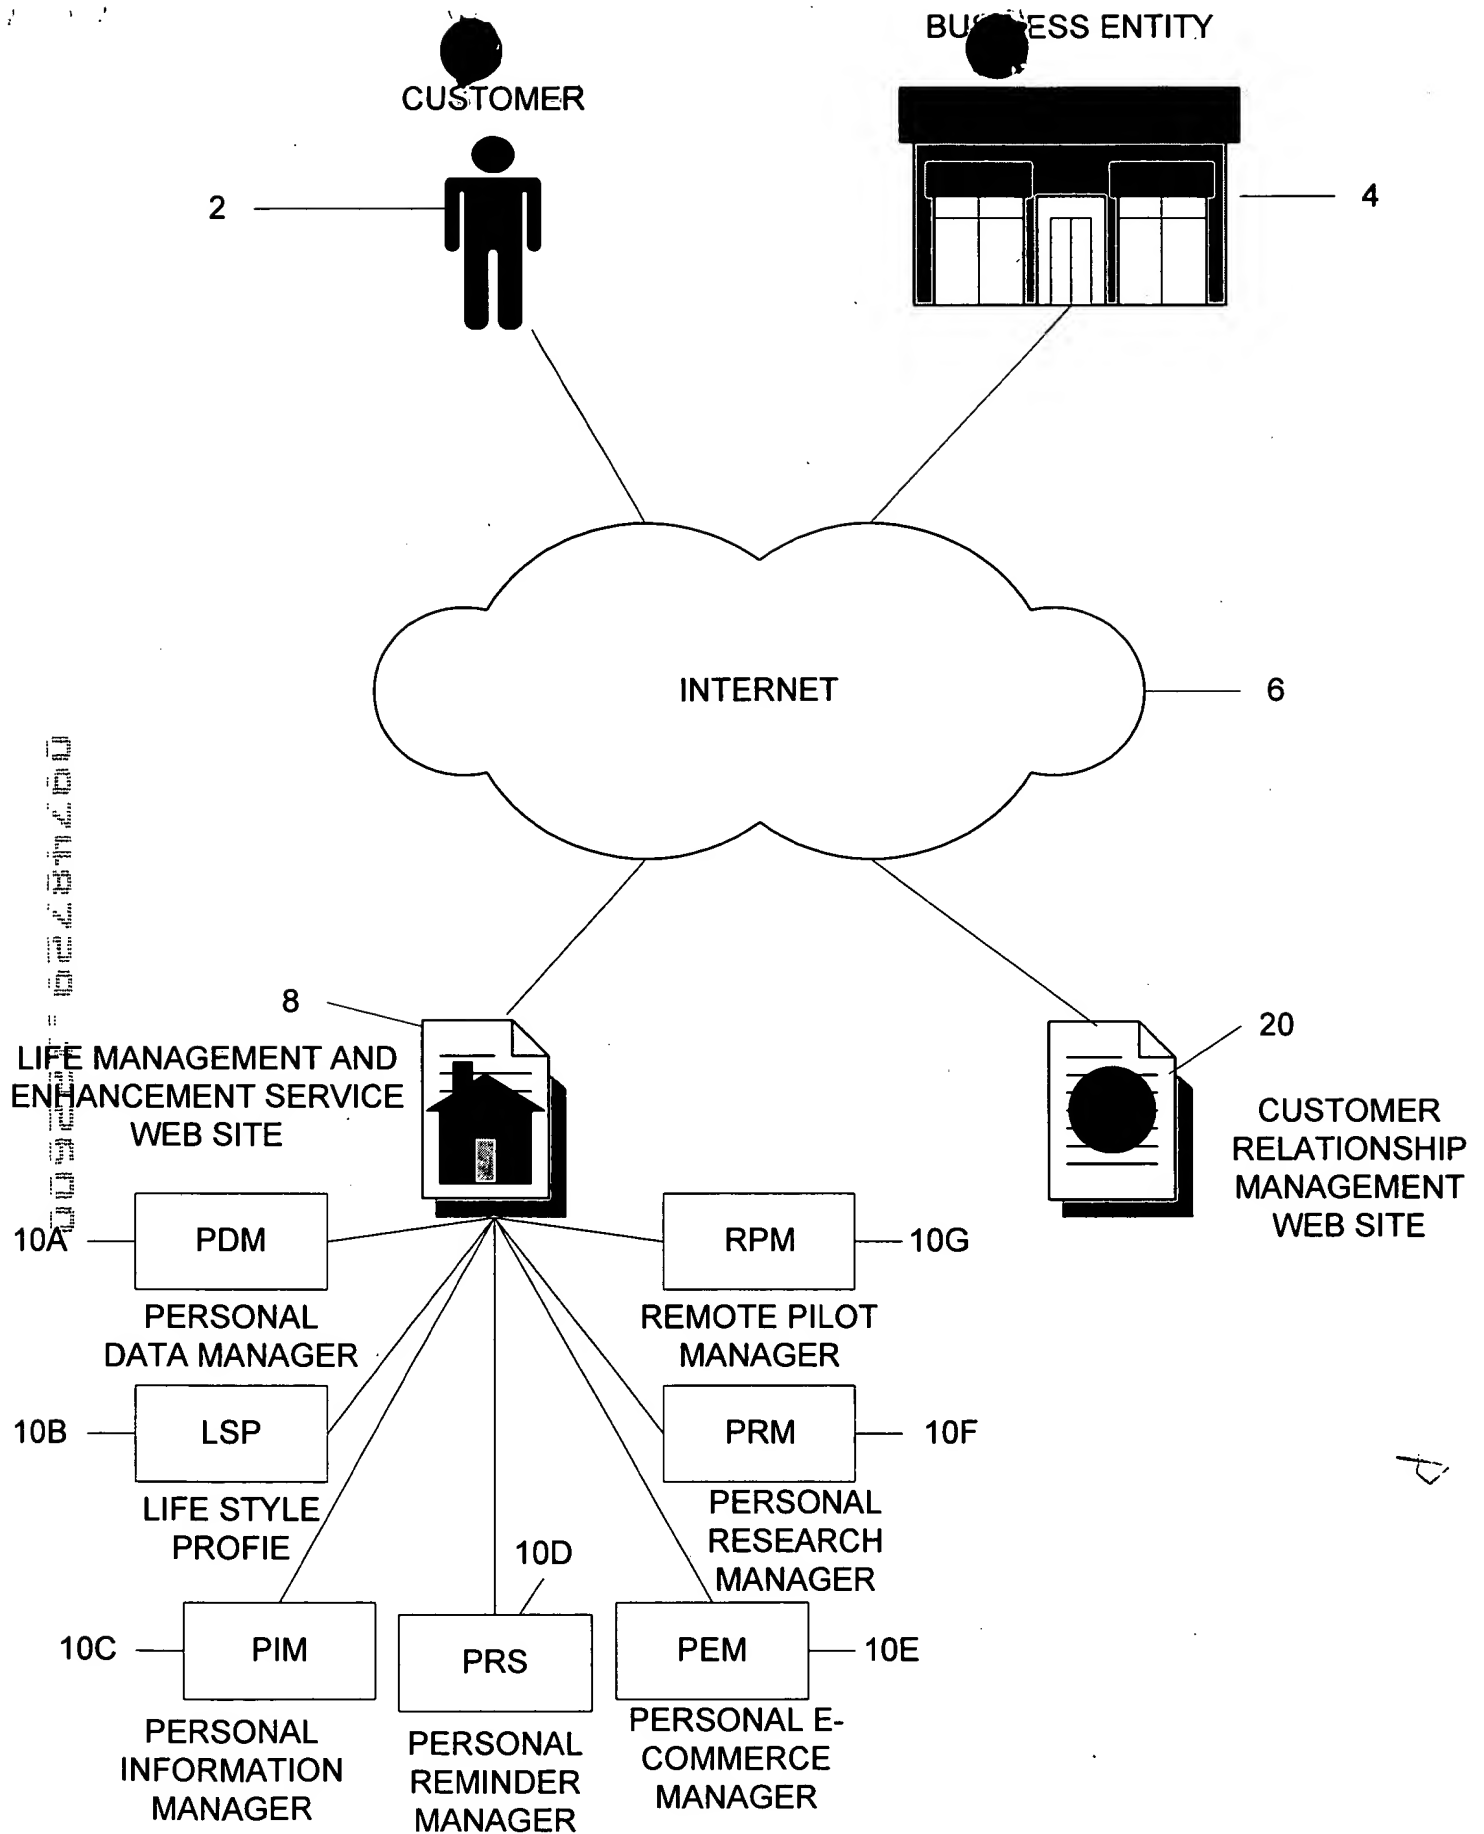 CUSTOMER
BUSINESS ENTITY
2
4
INTERNET
6
8
LIFE MANAGEMENT AND
ENHANCEMENT SERVICE
WEB SITE
20
CUSTOMER
RELATIONSHIP
MANAGEMENT
WEB SITE
10A
PDM
PERSONAL
DATA MANAGER
RPM
10G
REMOTE PILOT
MANAGER
10B
LSP
LIFE STYLE
PROFIE
PRM
10F
PERSONAL
RESEARCH
MANAGER
10C
PIM
PERSONAL
INFORMATION
MANAGER
10D
PRS
PERSONAL
REMINDER
MANAGER
PEM
10E
PERSONAL E-
COMMERCE
MANAGER